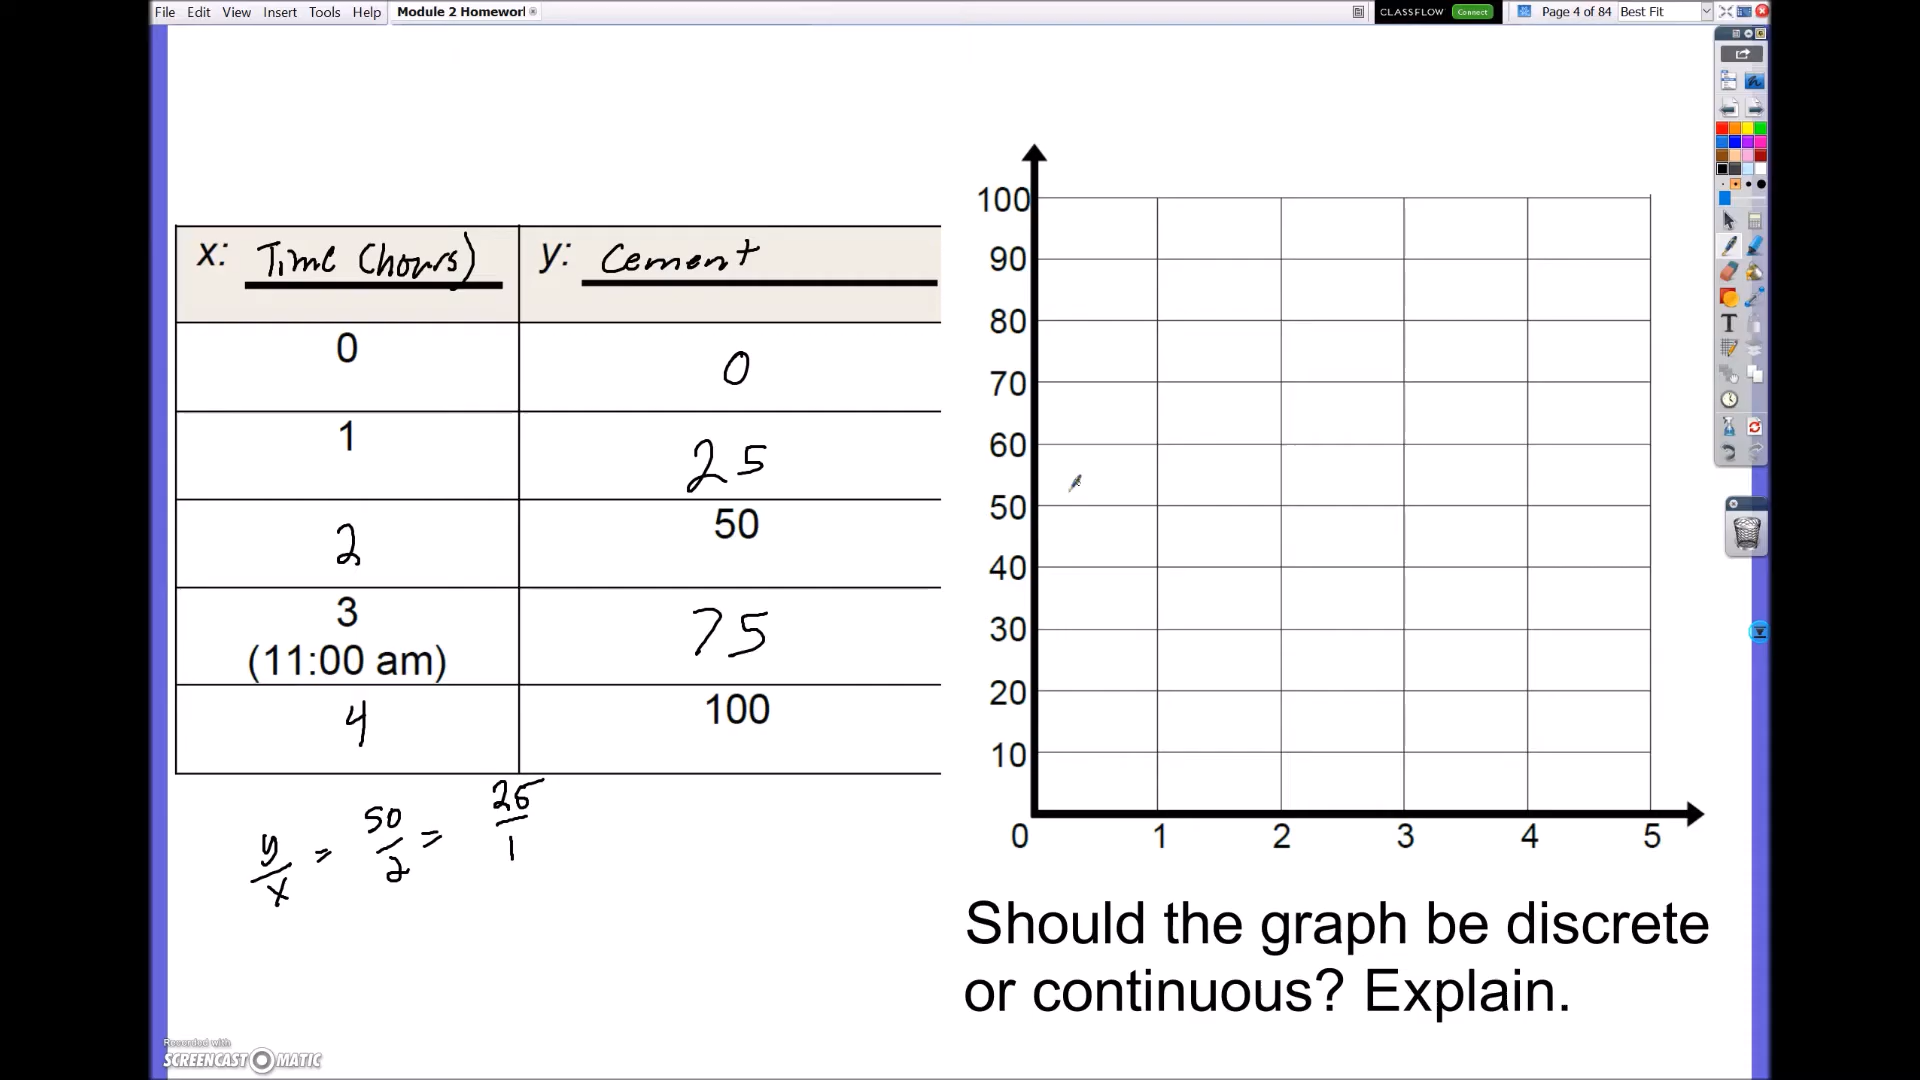 File Edit View Insert Tools Help Module 2 Homework
CLASSFLOW Connect Page 4 of 84 Best Fit
x: Time (hours) y: Cement
0 0
1 25
2 50
3 75
(11:00 am)
4 100
y/x = 50/2 = 25/1
100
90
80
70
60
50
40
30
20
10
0 1 2 3 4 5
Should the graph be discrete
or continuous? Explain.
Recorded with
SCREENCAST MATIC